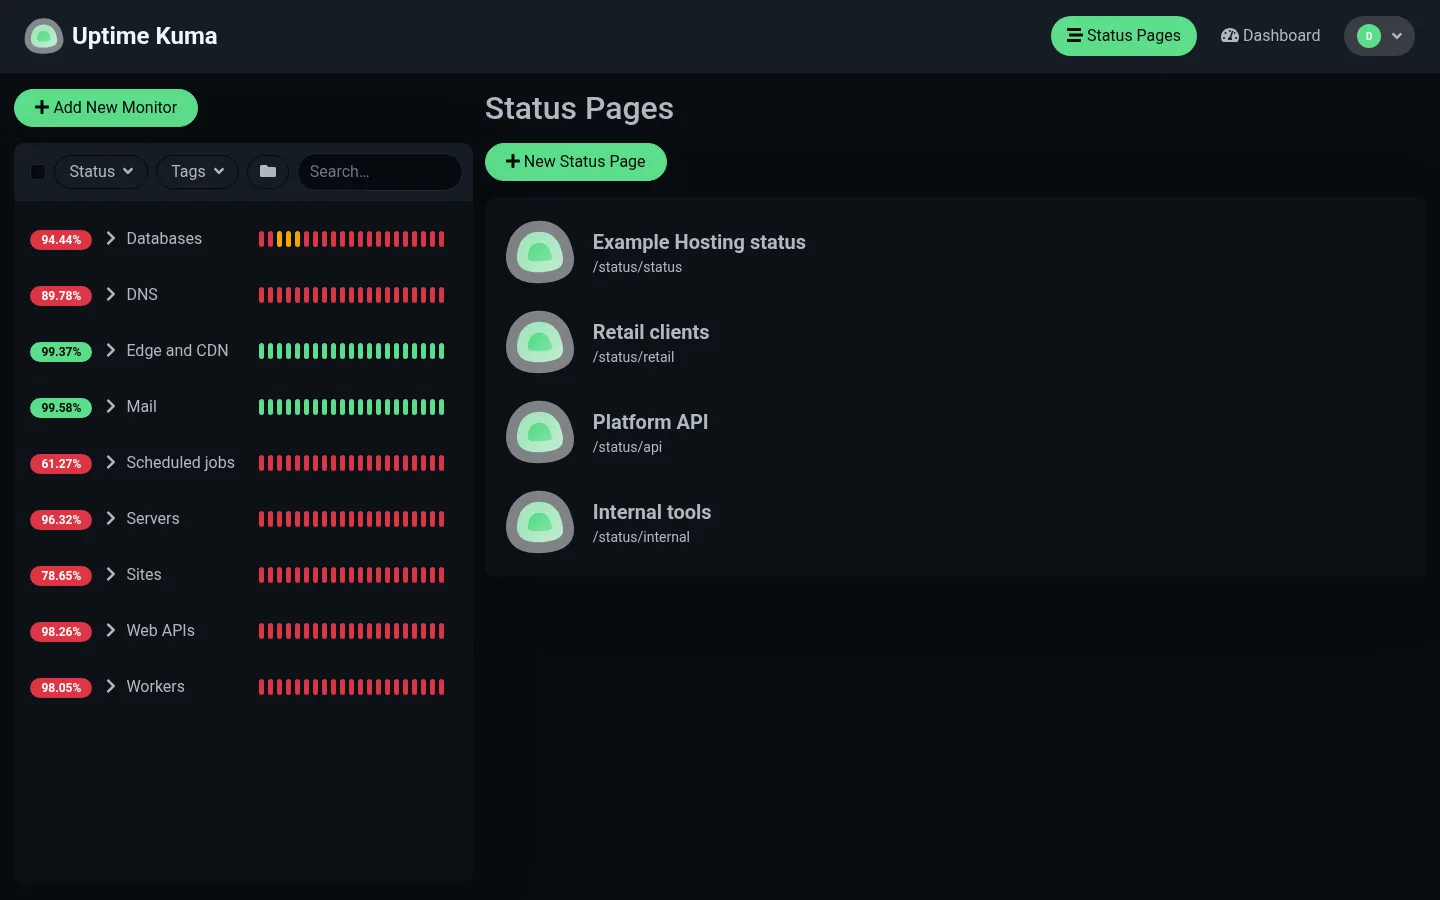 Uptime Kuma
Status Pages
Dashboard
D
Add New Monitor
Status
Tags
Search...
94.44% Databases
89.78% DNS
99.37% Edge and CDN
99.58% Mail
61.27% Scheduled jobs
96.32% Servers
78.65% Sites
98.26% Web APIs
98.05% Workers
Status Pages
New Status Page
Example Hosting status
/status/status
Retail clients
/status/retail
Platform API
/status/api
Internal tools
/status/internal